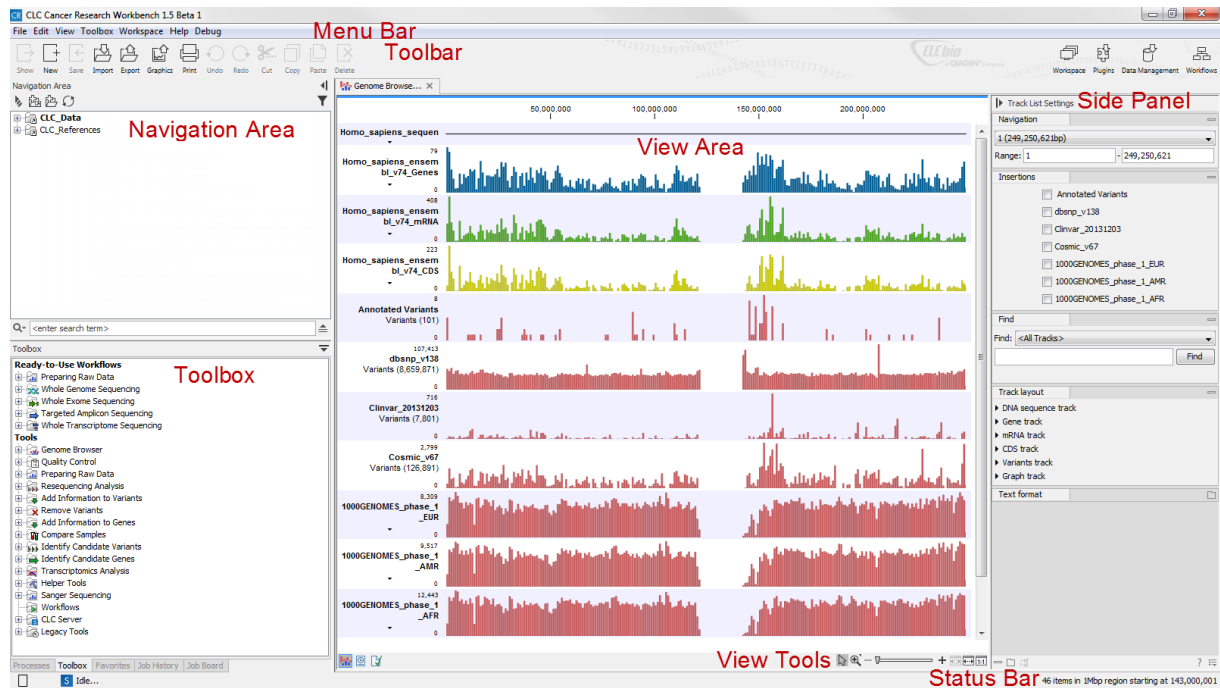 CLC Cancer Research Workbench 1.5 Beta 1
File Edit View Toolbox Workspace Help Debug
Menu Bar
Toolbar
Show New Save Import Export Graphics Print Undo Redo Cut Copy Paste Delete
CLC bio
Workspace Plugins Data Management Workflows
Navigation Area
CLC_Data
CLC_References
Navigation Area
<enter search term>
Toolbox
Ready-to-Use Workflows
Preparing Raw Data
Whole Genome Sequencing
Whole Exome Sequencing
Targeted Amplicon Sequencing
Whole Transcriptome Sequencing
Toolbox
Tools
Genome Browser
Quality Control
Preparing Raw Data
Resequencing Analysis
Add Information to Variants
Remove Variants
Add Information to Genes
Compare Samples
Identify Candidate Variants
Identify Candidate Genes
Transcriptomics Analysis
Helper Tools
Sanger Sequencing
Workflows
CLC Server
Legacy Tools
Processes Toolbox Favorites Job History Job Board
Idle...
Genome Browse...
50,000,000 100,000,000 150,000,000 200,000,000
Homo_sapiens_sequen
View Area
79
Homo_sapiens_ensem
bl_v74_Genes
0
408
Homo_sapiens_ensem
bl_v74_mRNA
0
223
Homo_sapiens_ensem
bl_v74_CDS
0
8
Annotated Variants
Variants (101)
0
107,413
dbsnp_v138
Variants (8,659,871)
0
716
Clinvar_20131203
Variants (7,801)
0
2,799
Cosmic_v67
Variants (126,891)
0
8,309
1000GENOMES_phase_1
_EUR
0
9,517
1000GENOMES_phase_1
_AMR
0
12,443
1000GENOMES_phase_1
_AFR
0
View Tools
Track List Settings
Side Panel
Navigation
1 (249,250,621bp)
Range: 1 - 249,250,621
Insertions
Annotated Variants
dbsnp_v138
Clinvar_20131203
Cosmic_v67
1000GENOMES_phase_1_EUR
1000GENOMES_phase_1_AMR
1000GENOMES_phase_1_AFR
Find
Find: <All Tracks>
Find
Track layout
DNA sequence track
Gene track
mRNA track
CDS track
Variants track
Graph track
Text format
Status Bar
46 items in 1Mbp region starting at 143,000,001